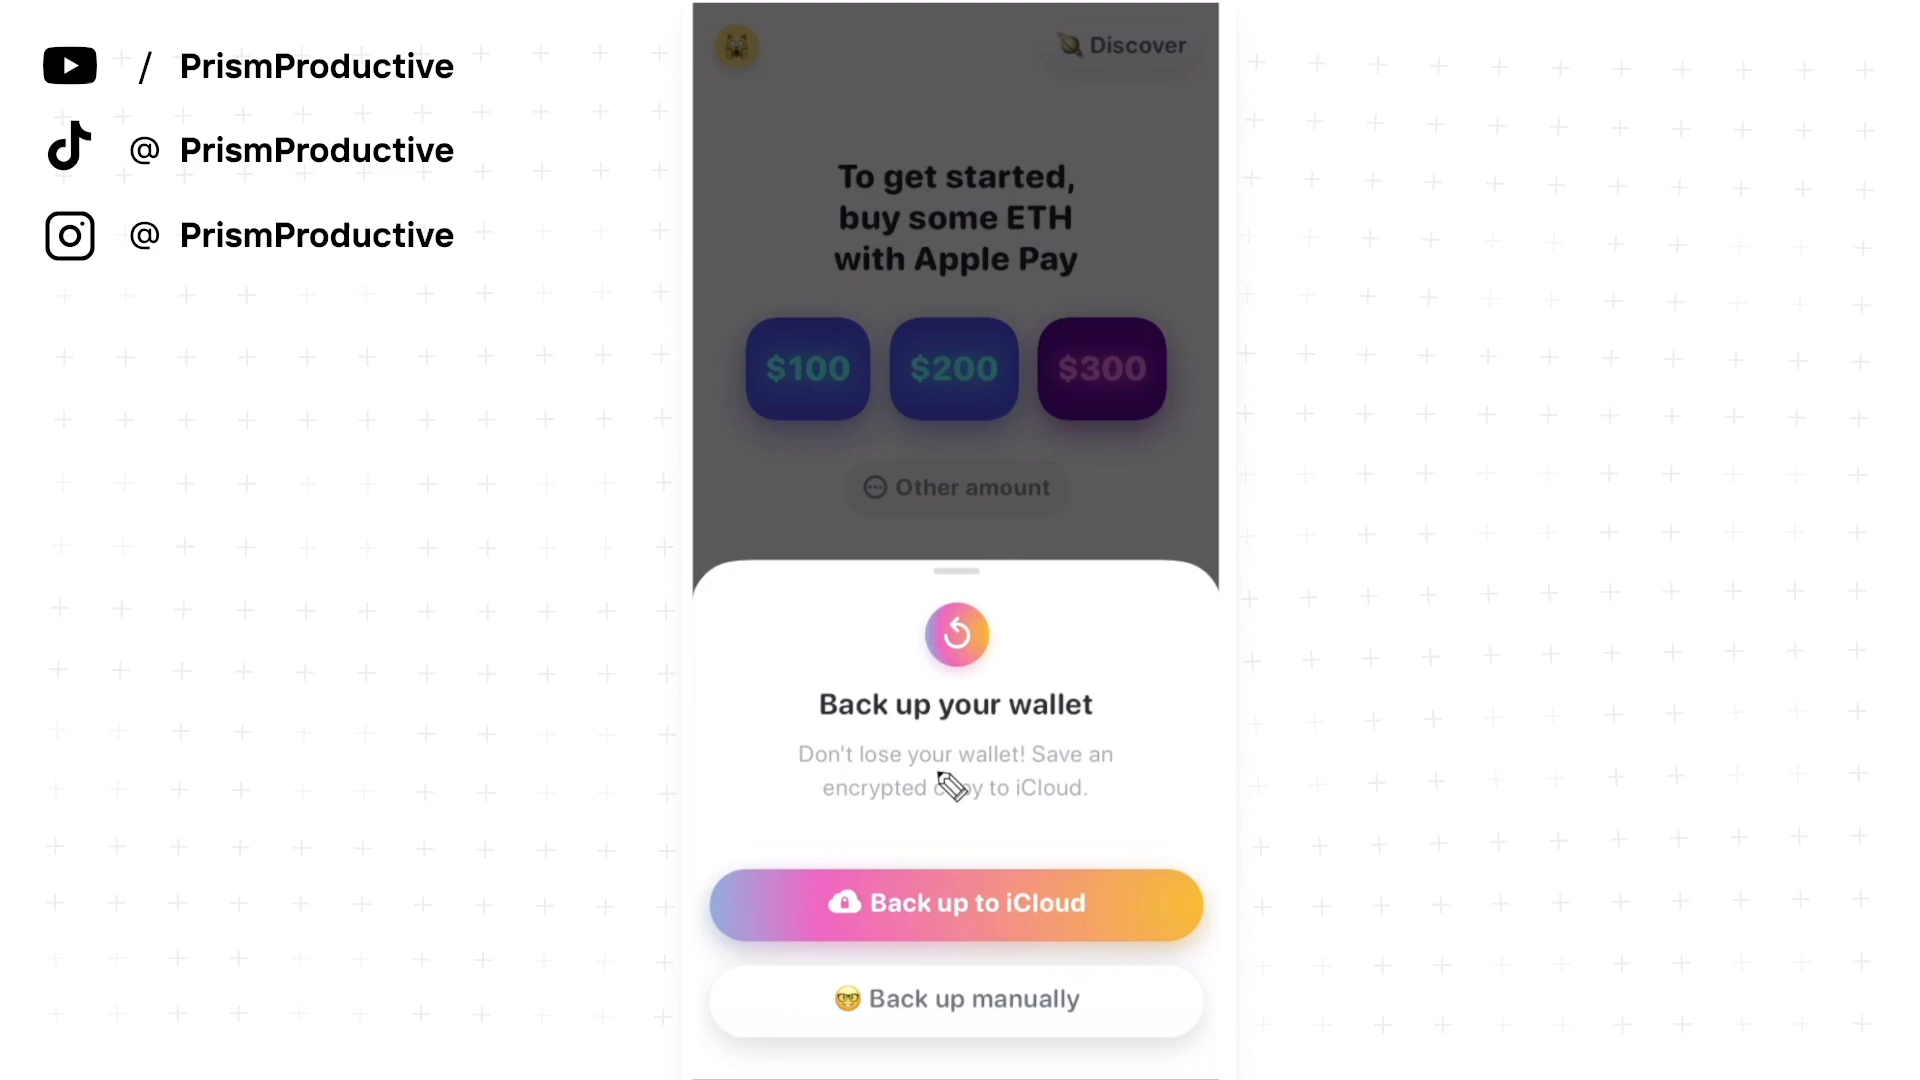 / PrismProductive
@ PrismProductive
@ PrismProductive
Discover
To get started,
buy some ETH
with Apple Pay
$100 $200 $300
Other amount
Back up your wallet
Don't lose your wallet! Save an
encrypted to iCloud.
Back up to iCloud
Back up manually